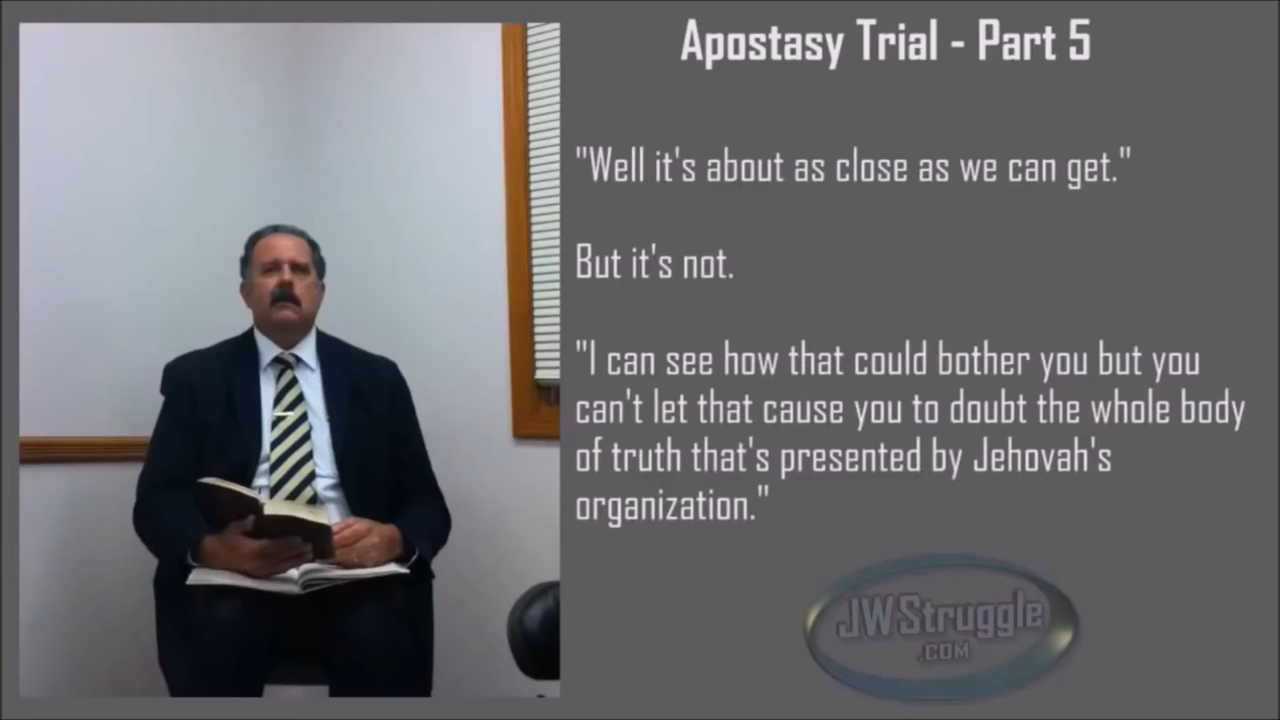 Apostasy Trial - Part 5
"Well it's about as close as we can get."
But it's not.
"I can see how that could bother you but you
can't let that cause you to doubt the whole body
of truth that's presented by Jehovah's
organization."
JWStruggle
.COM